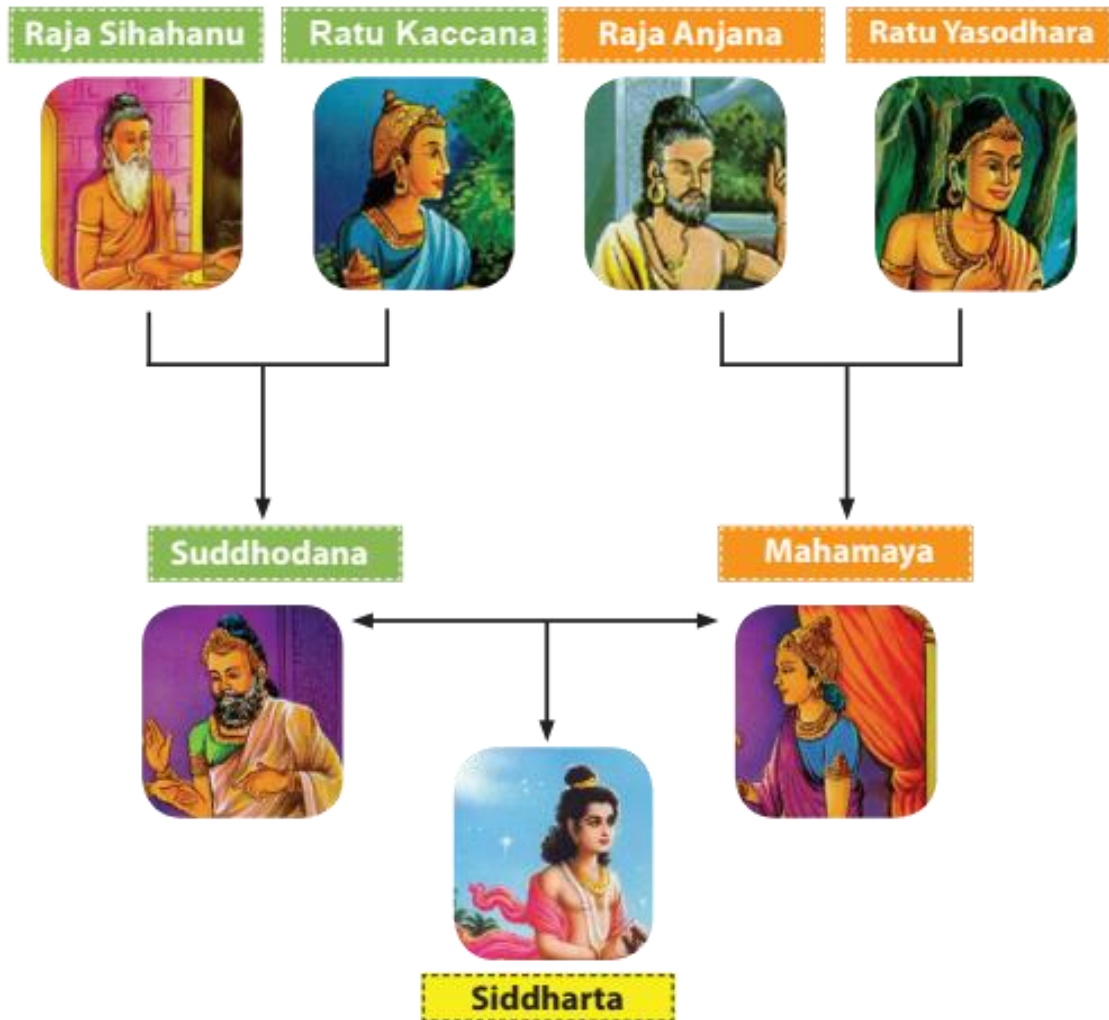 Raja Sihahanu
Ratu Kaccana
Raja Anjana
Ratu Yasodhara
Suddhodana
Mahamaya
Siddharta